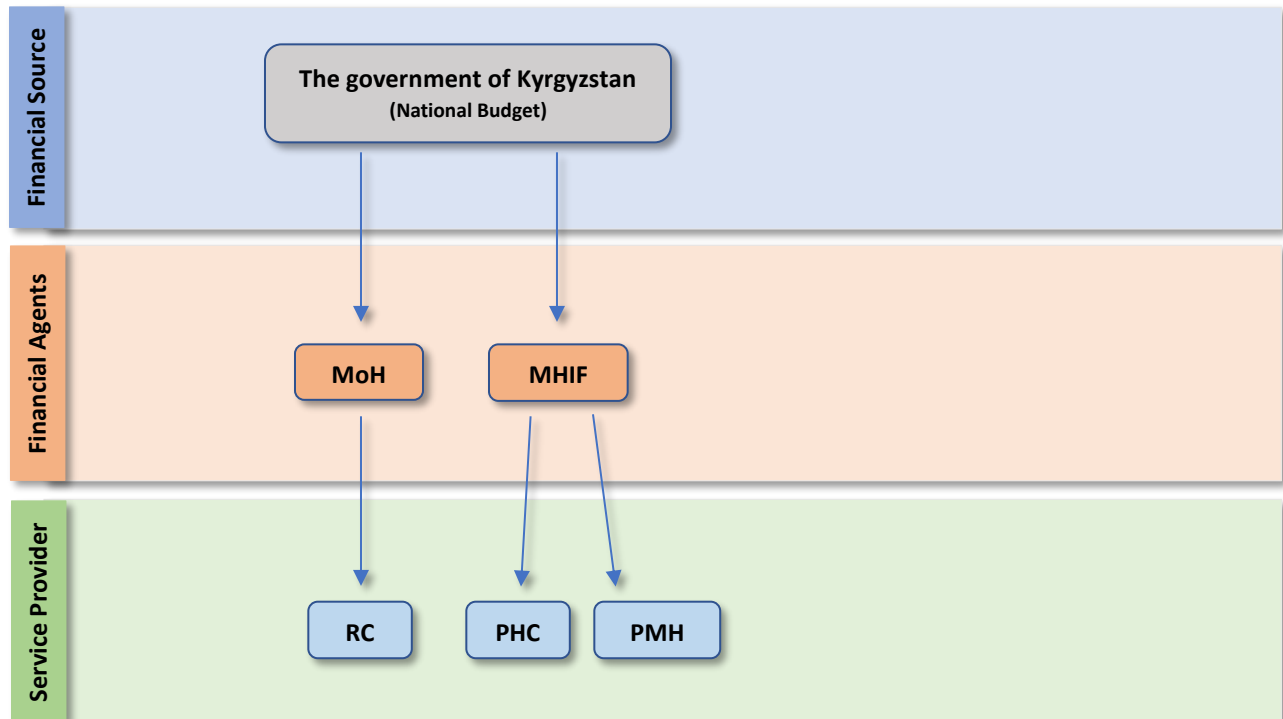 Financial Source
The government of Kyrgyzstan
(National Budget)
Financial Agents
MoH
MHIF
Service Provider
RC
PHC
PMH